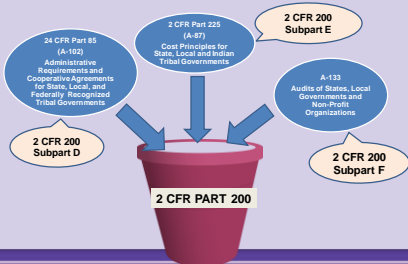 24 CFR Part 85
(A-102)
Administrative
Requirements and
Cooperative Agreements
for State, Local, and
Federally Recognized
Tribal Governments
2 CFR 200
Subpart D
2 CFR Part 225
(A-87)
Cost Principles for
State, Local and Indian
Tribal Governments
2 CFR 200
Subpart E
A-133
Audits of States, Local
Governments and
Non-Profit
Organizations
2 CFR 200
Subpart F
2 CFR PART 200